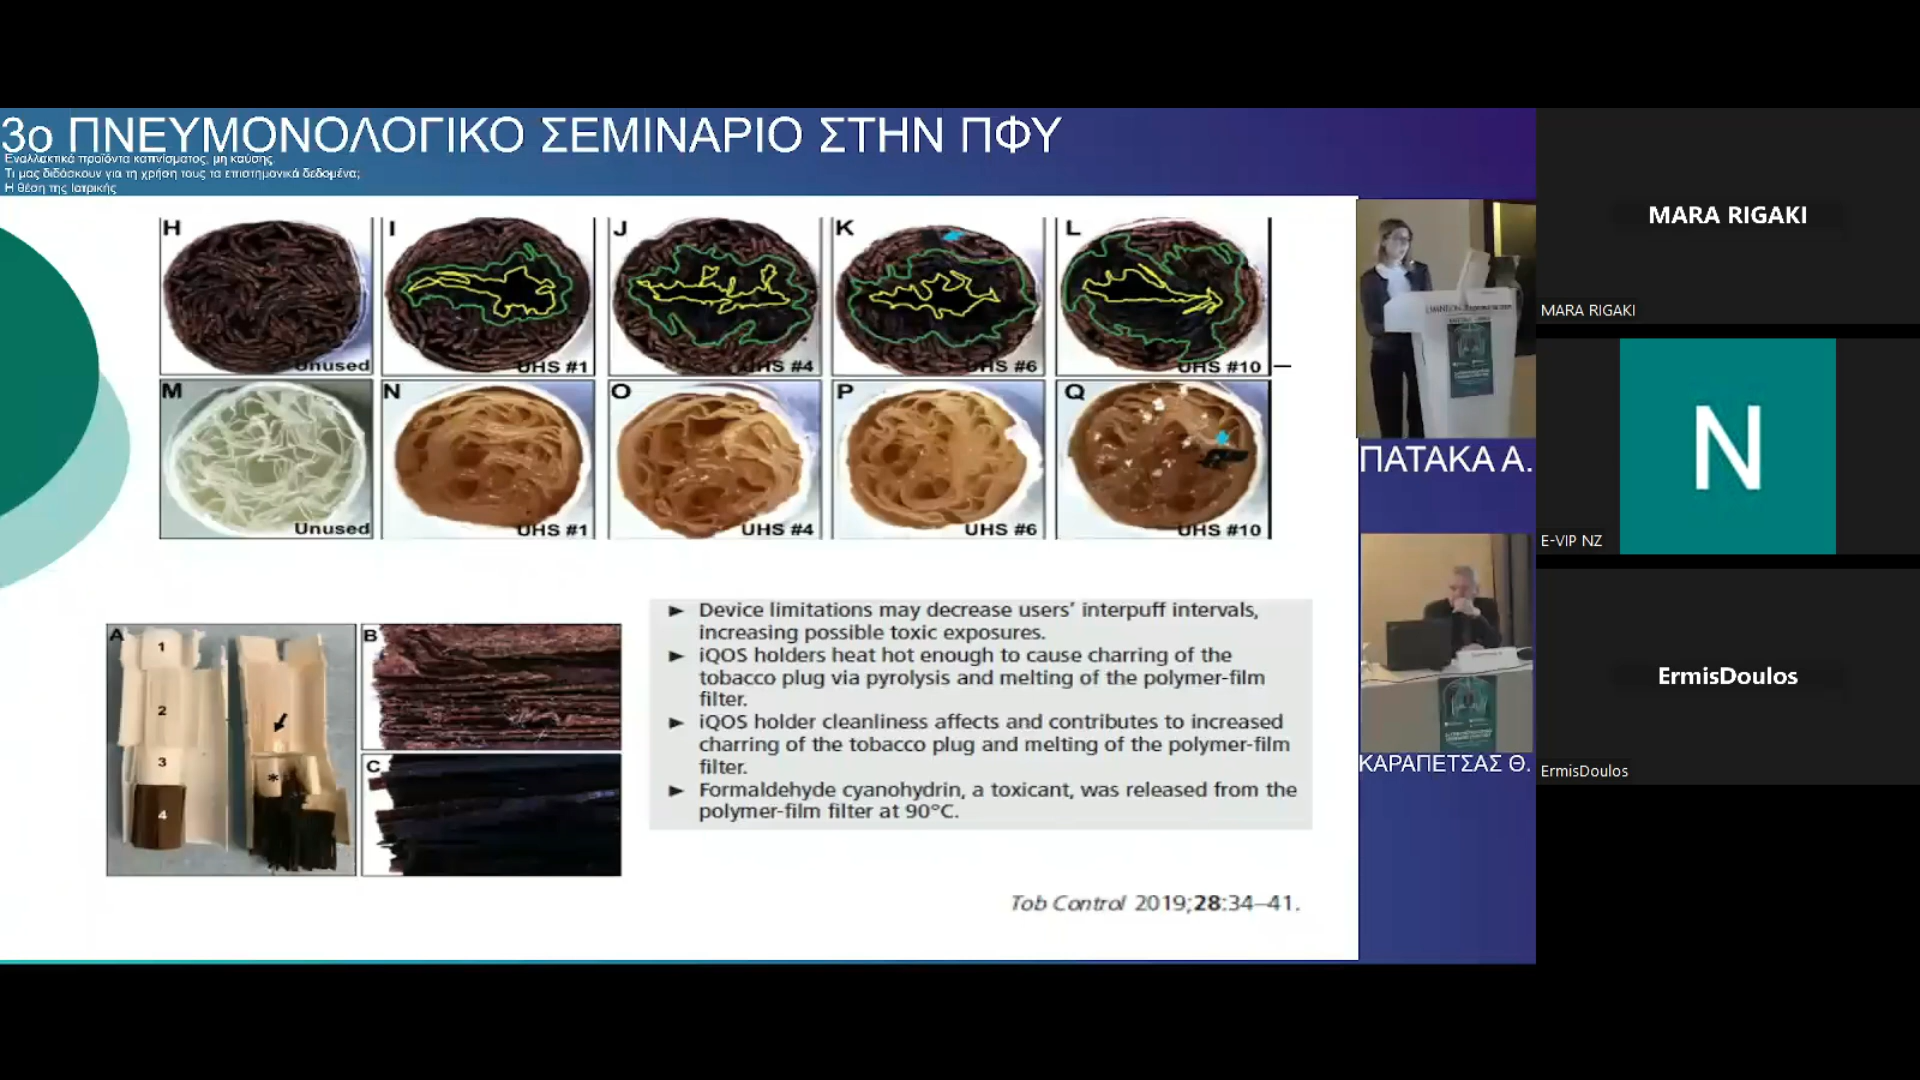 3ο ΠΝΕΥΜΟΝΟΛΟΓΙΚΟ ΣΕΜΙΝΑΡΙΟ ΣΤΗΝ ΠΦΥ
Εναλλακτικά προϊόντα καπνίσματος, μη καύσης.
Τι μας διδάσκουν για τη χρήση τους τα επιστημονικά δεδομένα;
Η θέση της Ιατρικής
H
Unused
I
UHS #1
J
UHS #4
K
UHS #6
L
UHS #10
M
Unused
N
UHS #1
O
UHS #4
P
UHS #6
Q
UHS #10
A
1
2
3
4
*
B
C
► Device limitations may decrease users’ interpuff intervals,
increasing possible toxic exposures.
► iQOS holders heat hot enough to cause charring of the
tobacco plug via pyrolysis and melting of the polymer-film
filter.
► iQOS holder cleanliness affects and contributes to increased
charring of the tobacco plug and melting of the polymer-film
filter.
► Formaldehyde cyanohydrin, a toxicant, was released from the
polymer-film filter at 90°C.
Tob Control 2019;28:34–41.
ΠΑΤΑΚΑ Α.
ΚΑΡΑΠΕΤΣΑΣ Θ.
MARA RIGAKI
MARA RIGAKI
N
E-VIP NZ
ErmisDoulos
ErmisDoulos